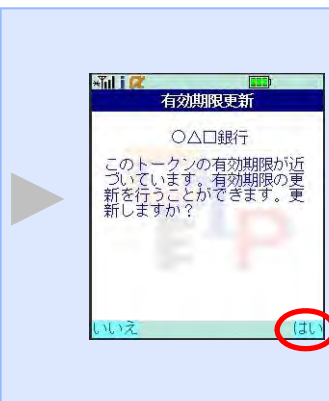 有効期限更新
○△□銀行
このトークンの有効期限が近
づいています。有効期限の更
新を行うことができます。更
新しますか？
いいえ
はい